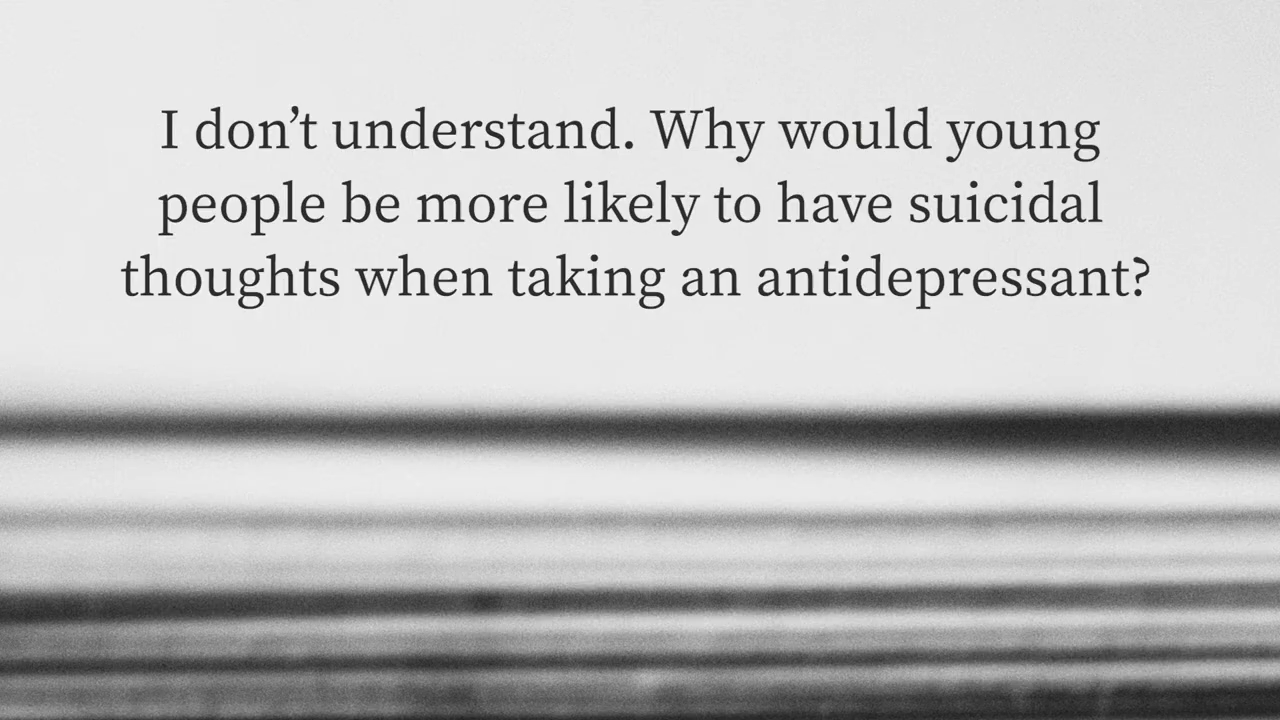 I don’t understand. Why would young
people be more likely to have suicidal
thoughts when taking an antidepressant?